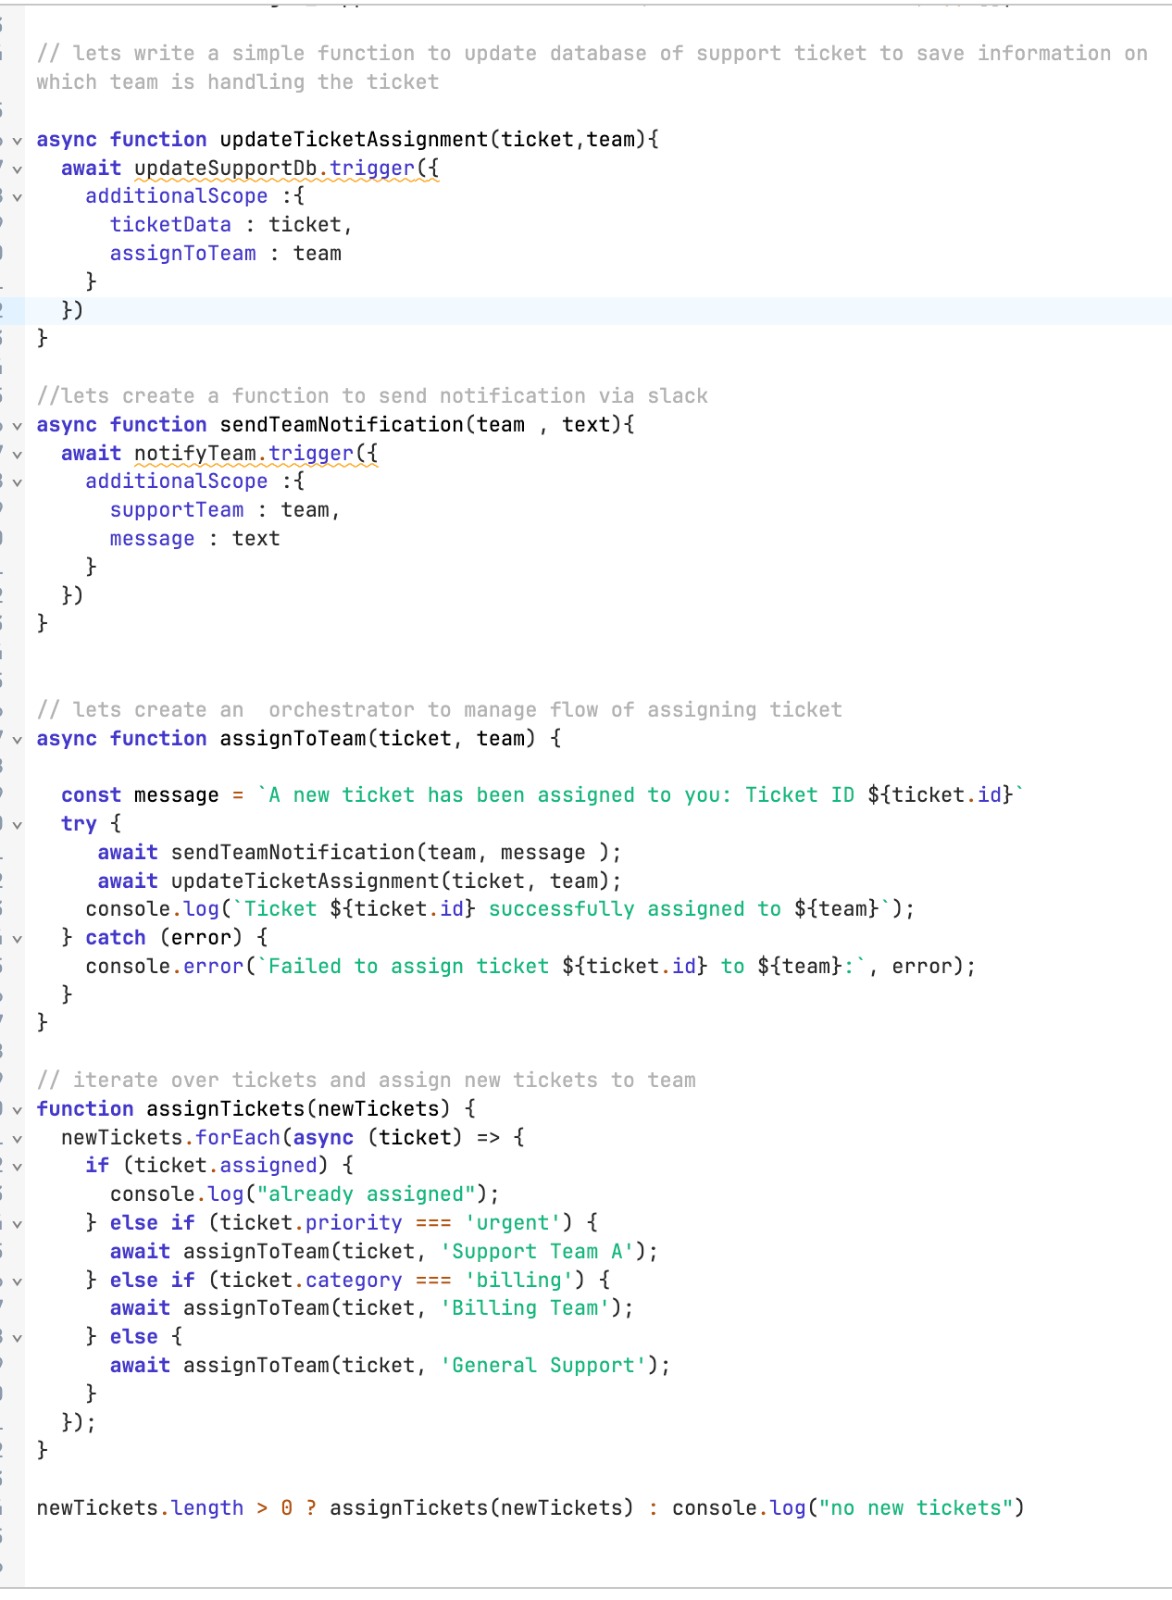 // lets write a simple function to update database of support ticket to save information on
which team is handling the ticket
async function updateTicketAssignment(ticket,team){
  await updateSupportDb.trigger({
    additionalScope :{
      ticketData : ticket,
      assignToTeam : team
    }
  })
}
//lets create a function to send notification via slack
async function sendTeamNotification(team , text){
  await notifyTeam.trigger({
    additionalScope :{
      supportTeam : team,
      message : text
    }
  })
}
// lets create an  orchestrator to manage flow of assigning ticket
async function assignToTeam(ticket, team) {
  const message = `A new ticket has been assigned to you: Ticket ID ${ticket.id}`
  try {
     await sendTeamNotification(team, message );
     await updateTicketAssignment(ticket, team);
    console.log(`Ticket ${ticket.id} successfully assigned to ${team}`);
  } catch (error) {
    console.error(`Failed to assign ticket ${ticket.id} to ${team}:`, error);
  }
}
// iterate over tickets and assign new tickets to team
function assignTickets(newTickets) {
  newTickets.forEach(async (ticket) => {
    if (ticket.assigned) {
      console.log("already assigned");
    } else if (ticket.priority === 'urgent') {
      await assignToTeam(ticket, 'Support Team A');
    } else if (ticket.category === 'billing') {
      await assignToTeam(ticket, 'Billing Team');
    } else {
      await assignToTeam(ticket, 'General Support');
    }
  });
}
newTickets.length > 0 ? assignTickets(newTickets) : console.log("no new tickets")